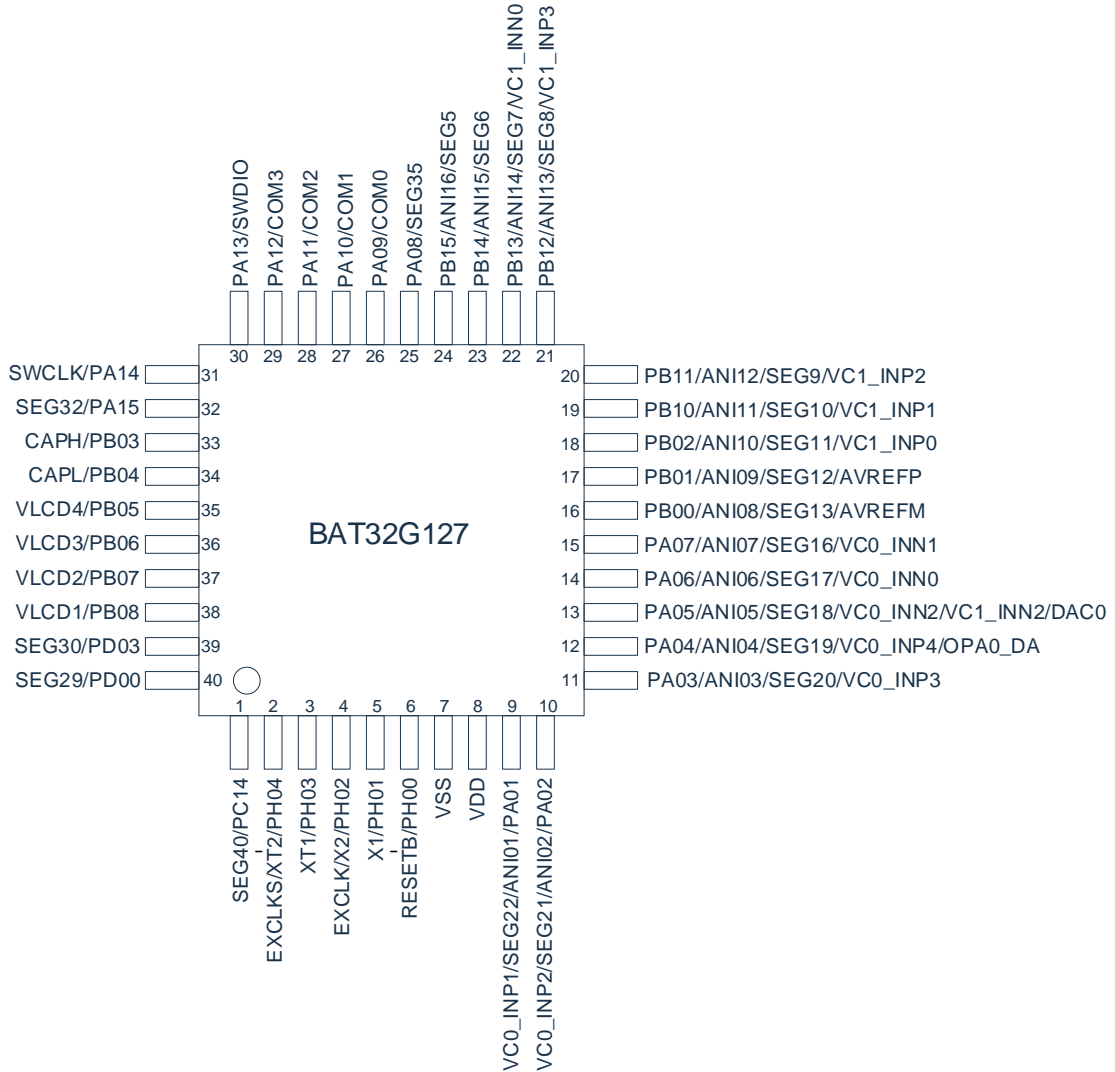 PA13/SWDIO
PA12/COM3
PA11/COM2
PA10/COM1
PA09/COM0
PA08/SEG35
PB15/ANI16/SEG5
PB14/ANI15/SEG6
PB13/ANI14/SEG7/VC1_INN0
PB12/ANI13/SEG8/VC1_INP3
30 29 28 27 26 25 24 23 22 21
SWCLK/PA14 31
SEG32/PA15 32
CAPH/PB03 33
CAPL/PB04 34
VLCD4/PB05 35
VLCD3/PB06 36
VLCD2/PB07 37
VLCD1/PB08 38
SEG30/PD03 39
SEG29/PD00 40
BAT32G127
20 PB11/ANI12/SEG9/VC1_INP2
19 PB10/ANI11/SEG10/VC1_INP1
18 PB02/ANI10/SEG11/VC1_INP0
17 PB01/ANI09/SEG12/AVREFP
16 PB00/ANI08/SEG13/AVREFM
15 PA07/ANI07/SEG16/VC0_INN1
14 PA06/ANI06/SEG17/VC0_INN0
13 PA05/ANI05/SEG18/VC0_INN2/VC1_INN2/DAC0
12 PA04/ANI04/SEG19/VC0_INP4/OPA0_DA
11 PA03/ANI03/SEG20/VC0_INP3
1 2 3 4 5 6 7 8 9 10
SEG40/PC14
EXCLKS/XT2/PH04
XT1/PH03
EXCLK/X2/PH02
X1/PH01
RESETB/PH00
VSS
VDD
VC0_INP1/SEG22/ANI01/PA01
VC0_INP2/SEG21/ANI02/PA02